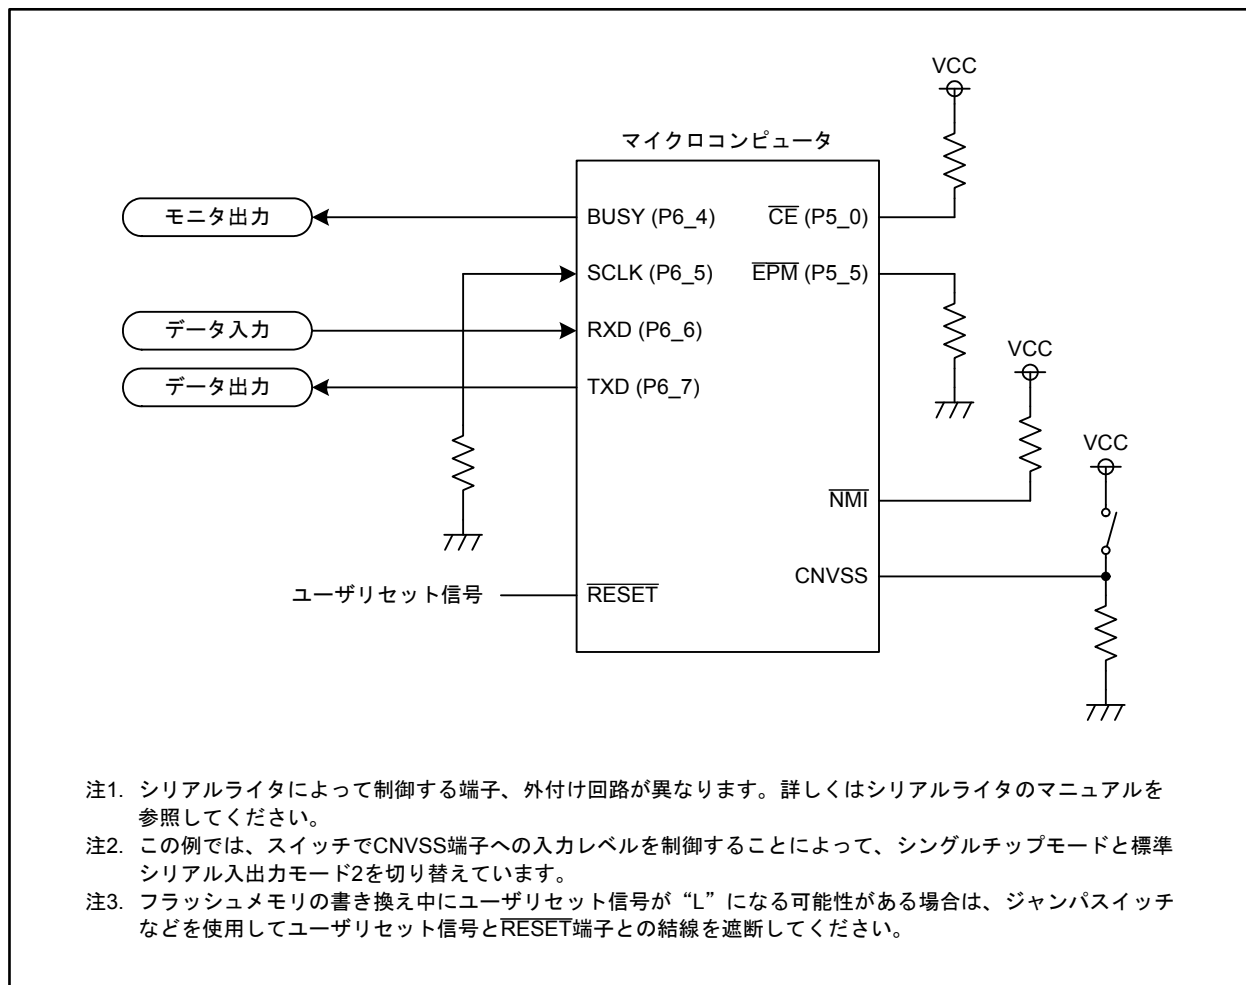 VCC
マイクロコンピュータ
モニタ出力
BUSY (P6_4)
CE (P5_0)
SCLK (P6_5)
EPM (P5_5)
データ入力
RXD (P6_6)
VCC
データ出力
TXD (P6_7)
VCC
NMI
CNVSS
ユーザリセット信号
RESET
注1. シリアルライタによって制御する端子、外付け回路が異なります。詳しくはシリアルライタのマニュアルを
参照してください。
注2. この例では、スイッチでCNVSS端子への入力レベルを制御することによって、シングルチップモードと標準
シリアル入出力モード2を切り替えています。
注3. フラッシュメモリの書き換え中にユーザリセット信号が“L”になる可能性がある場合は、ジャンパスイッチ
などを使用してユーザリセット信号とRESET端子との結線を遮断してください。